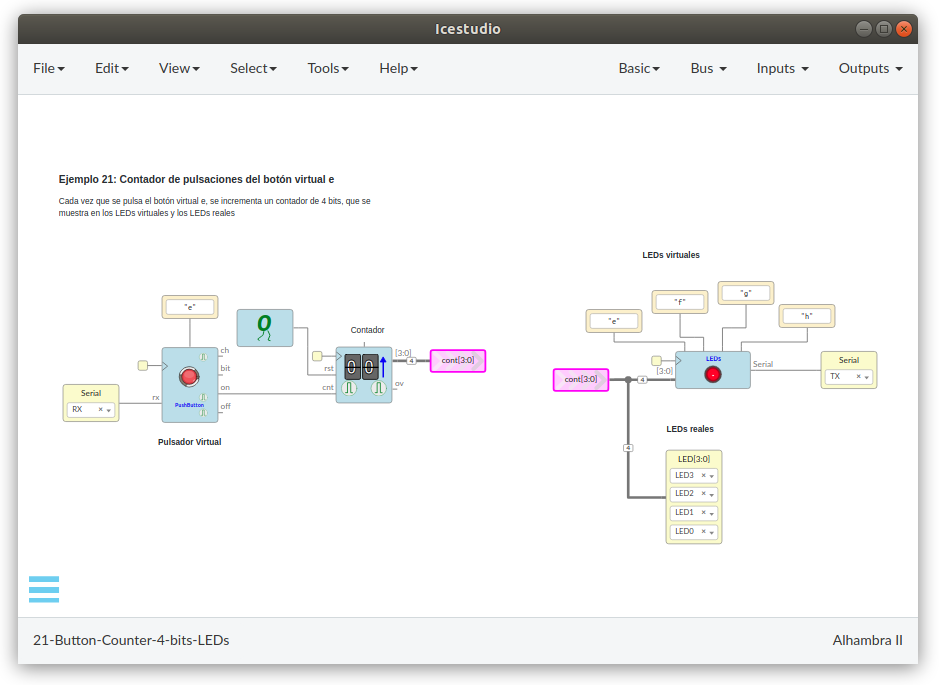 Icestudio
File Edit View Select Tools Help Basic Bus Inputs Outputs
Ejemplo 21: Contador de pulsaciones del botón virtual e
Cada vez que se pulsa el botón virtual e, se incrementa un contador de 4 bits, que se
muestra en los LEDs virtuales y los LEDs reales
"e"
ch
bit
on
off
rx
PushButton
Serial
RX
Pulsador Virtual
0
Contador
rst
cnt
0 0
[3:0]
4
ov
cont[3:0]
LEDs virtuales
"e"
"f"
"g"
"h"
cont[3:0]
4
[3:0]
LEDs
Serial
Serial
TX
4
LEDs reales
LED[3:0]
LED3
LED2
LED1
LED0
21-Button-Counter-4-bits-LEDs
Alhambra II